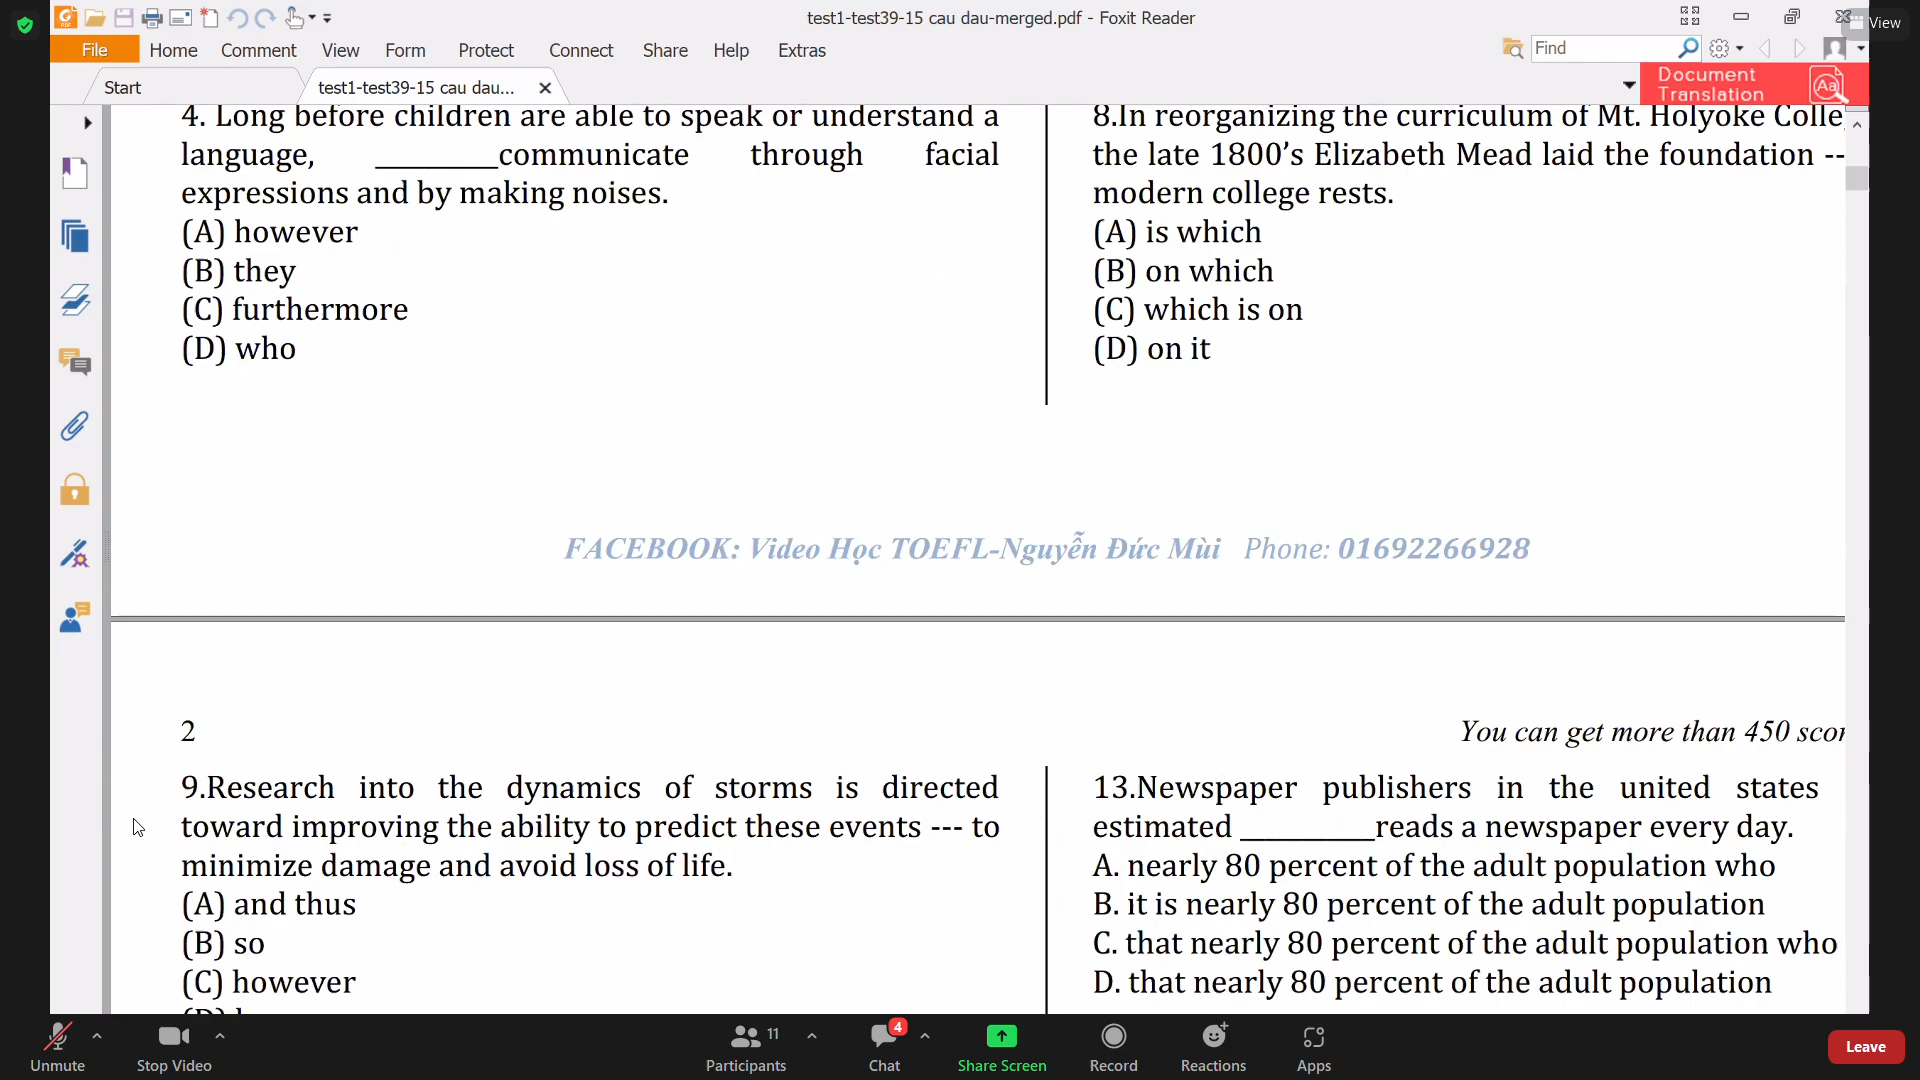 test1-test39-15 cau dau-merged.pdf - Foxit Reader
View
File Home Comment View Form Protect Connect Share Help Extras
Find
Start
test1-test39-15 cau dau...
Document
Translation
4. Long before children are able to speak or understand a
language, _________communicate through facial
expressions and by making noises.
(A) however
(B) they
(C) furthermore
(D) who
8.In reorganizing the curriculum of Mt. Holyoke Colle
the late 1800’s Elizabeth Mead laid the foundation --
modern college rests.
(A) is which
(B) on which
(C) which is on
(D) on it
FACEBOOK: Video Học TOEFL-Nguyễn Đức Mùi Phone: 01692266928
2
You can get more than 450 scor
9.Research into the dynamics of storms is directed
toward improving the ability to predict these events --- to
minimize damage and avoid loss of life.
(A) and thus
(B) so
(C) however
13.Newspaper publishers in the united states
estimated __________reads a newspaper every day.
A. nearly 80 percent of the adult population who
B. it is nearly 80 percent of the adult population
C. that nearly 80 percent of the adult population who
D. that nearly 80 percent of the adult population
11
4
Unmute
Stop Video
Participants
Chat
Share Screen
Record
Reactions
Apps
Leave